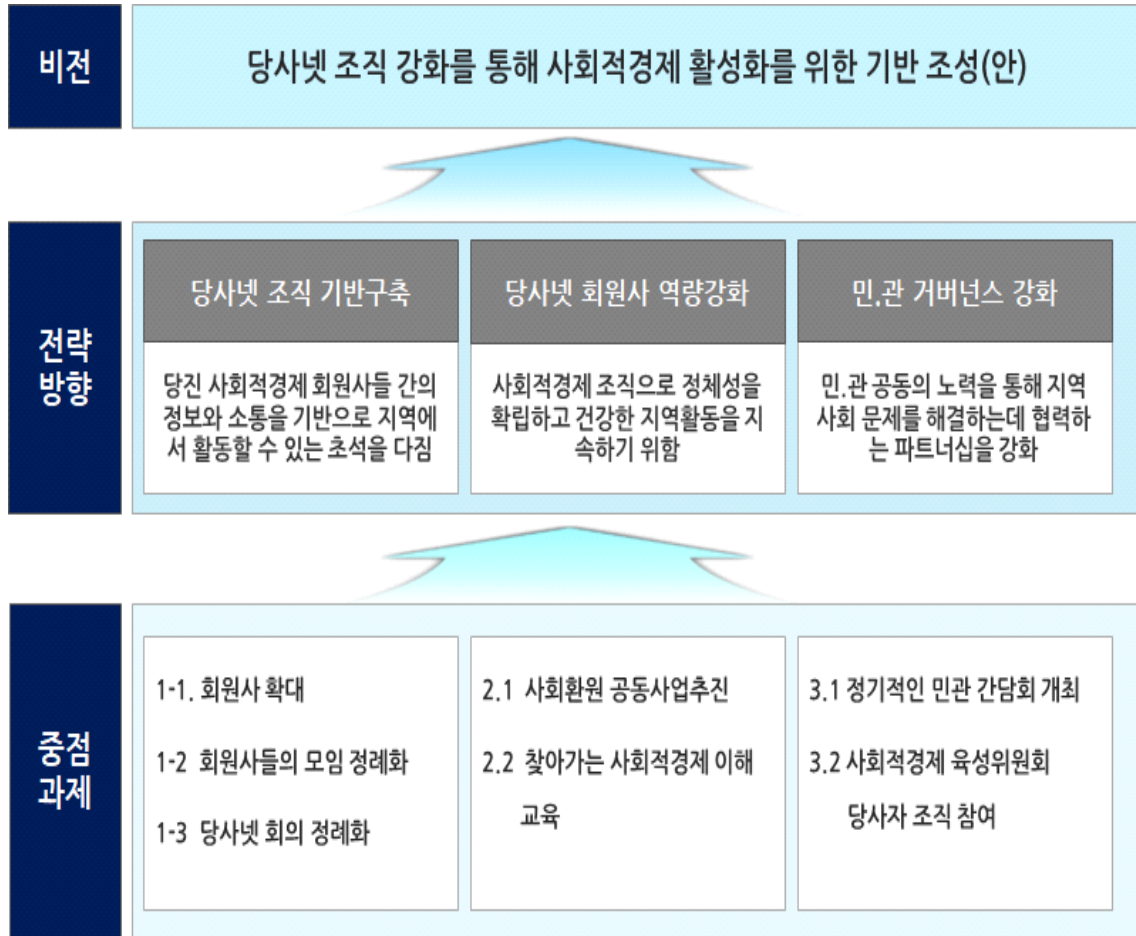 비전
당사넷 조직 강화를 통해 사회적경제 활성화를 위한 기반 조성(안)
전략
방향
당사넷 조직 기반구축
당진 사회적경제 회원사들 간의
정보와 소통을 기반으로 지역에
서 활동할 수 있는 초석을 다짐
당사넷 회원사 역량강화
사회적경제 조직으로 정체성을
확립하고 건강한 지역활동을 지
속하기 위함
민.관 거버넌스 강화
민.관 공동의 노력을 통해 지역
사회 문제를 해결하는데 협력하
는 파트너십을 강화
중점
과제
1-1. 회원사 확대
1-2 회원사들의 모임 정례화
1-3 당사넷 회의 정례화
2.1 사회환원 공동사업추진
2.2 찾아가는 사회적경제 이해
교육
3.1 정기적인 민관 간담회 개최
3.2 사회적경제 육성위원회
당사자 조직 참여